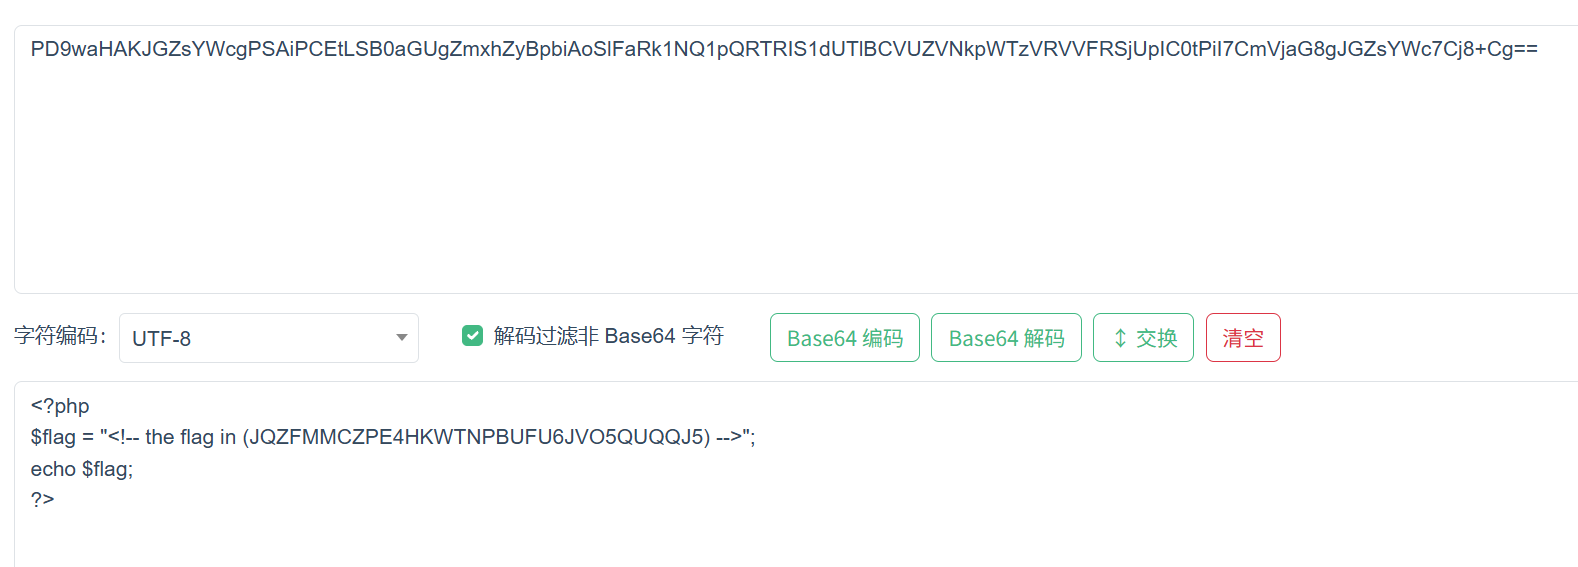 PD9waHAKJGZsYWcgPSAiPCEtLSB0aGUgZmxhZyBpbiAoSlFaRk1NQ1pQRTRIS1dUTlBCVUZVNkpWTzVRVVFRSjUpIC0tPiI7CmVjaG8gJGZsYWc7Cj8+Cg==
字符编码: UTF-8 解码过滤非 Base64 字符 Base64 编码 Base64 解码 交换 清空
<?php
$flag = "<!-- the flag in (JQZFMMCZPE4HKWTNPBUFU6JVO5QUQQJ5) -->";
echo $flag;
?>